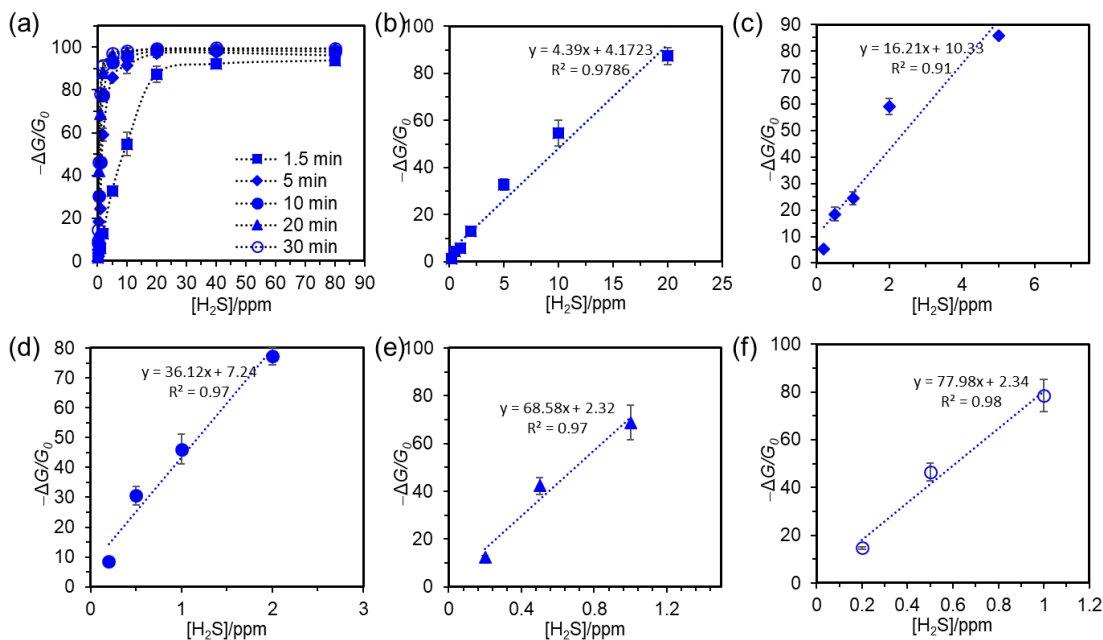 (a)
−ΔG/G₀
120
100
80
60
40
20
0
1.5 min
5 min
10 min
20 min
30 min
0 10 20 30 40 50 60 70 80 90
[H₂S]/ppm
(b)
−ΔG/G₀
100
80
60
40
20
0
y = 4.39x + 4.1723
R² = 0.9786
0 5 10 15 20 25
[H₂S]/ppm
(c)
−ΔG/G₀
90
80
70
60
50
40
30
20
10
0
y = 16.21x + 10.33
R² = 0.91
0 2 4 6
[H₂S]/ppm
(d)
−ΔG/G₀
80
70
60
50
40
30
20
10
0
y = 36.12x + 7.24
R² = 0.97
0 1 2 3
[H₂S]/ppm
(e)
−ΔG/G₀
100
80
60
40
20
0
y = 68.58x + 2.32
R² = 0.97
0 0.4 0.8 1.2
[H₂S]/ppm
(f)
−ΔG/G₀
100
80
60
40
20
0
y = 77.98x + 2.34
R² = 0.98
0 0.2 0.4 0.6 0.8 1 1.2
[H₂S]/ppm